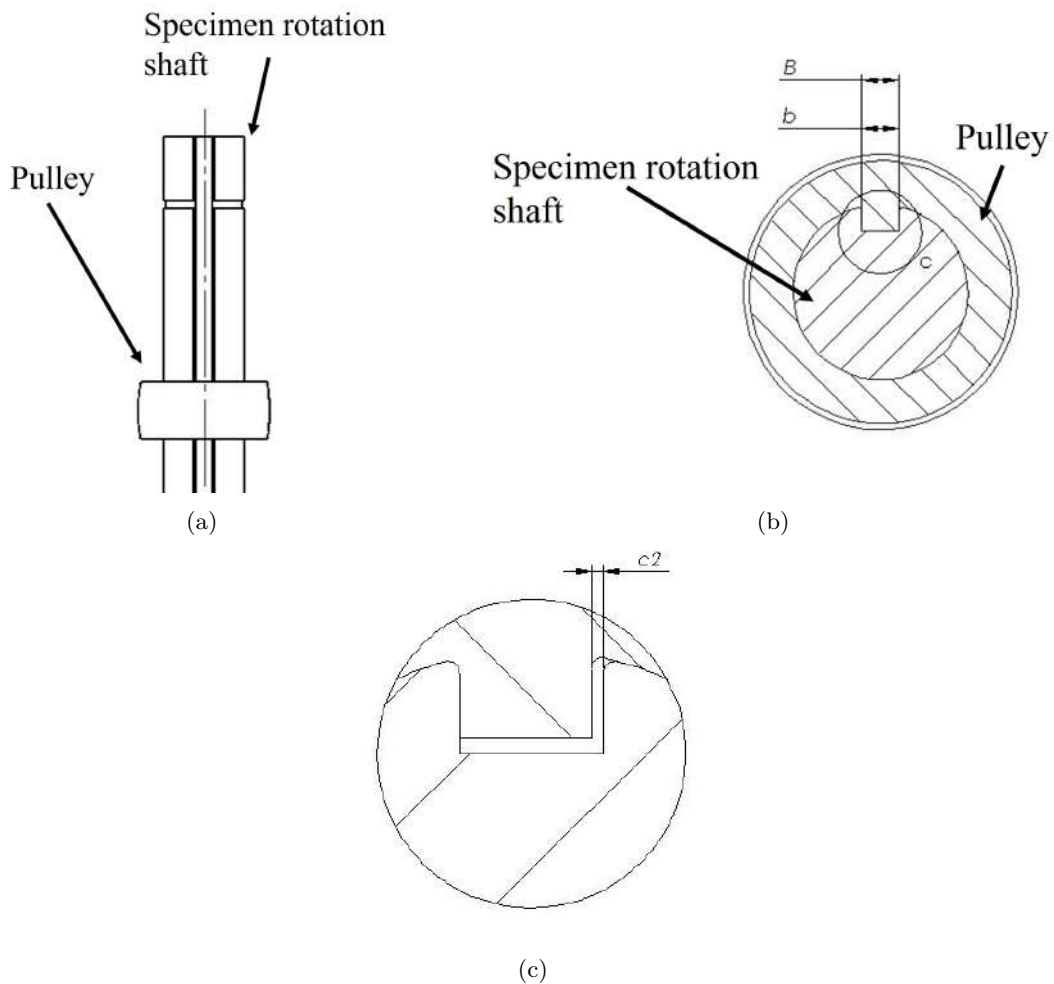 Specimen rotation
shaft
Pulley
(a)
B
b
Pulley
Specimen rotation
shaft
c
(b)
c2
(c)